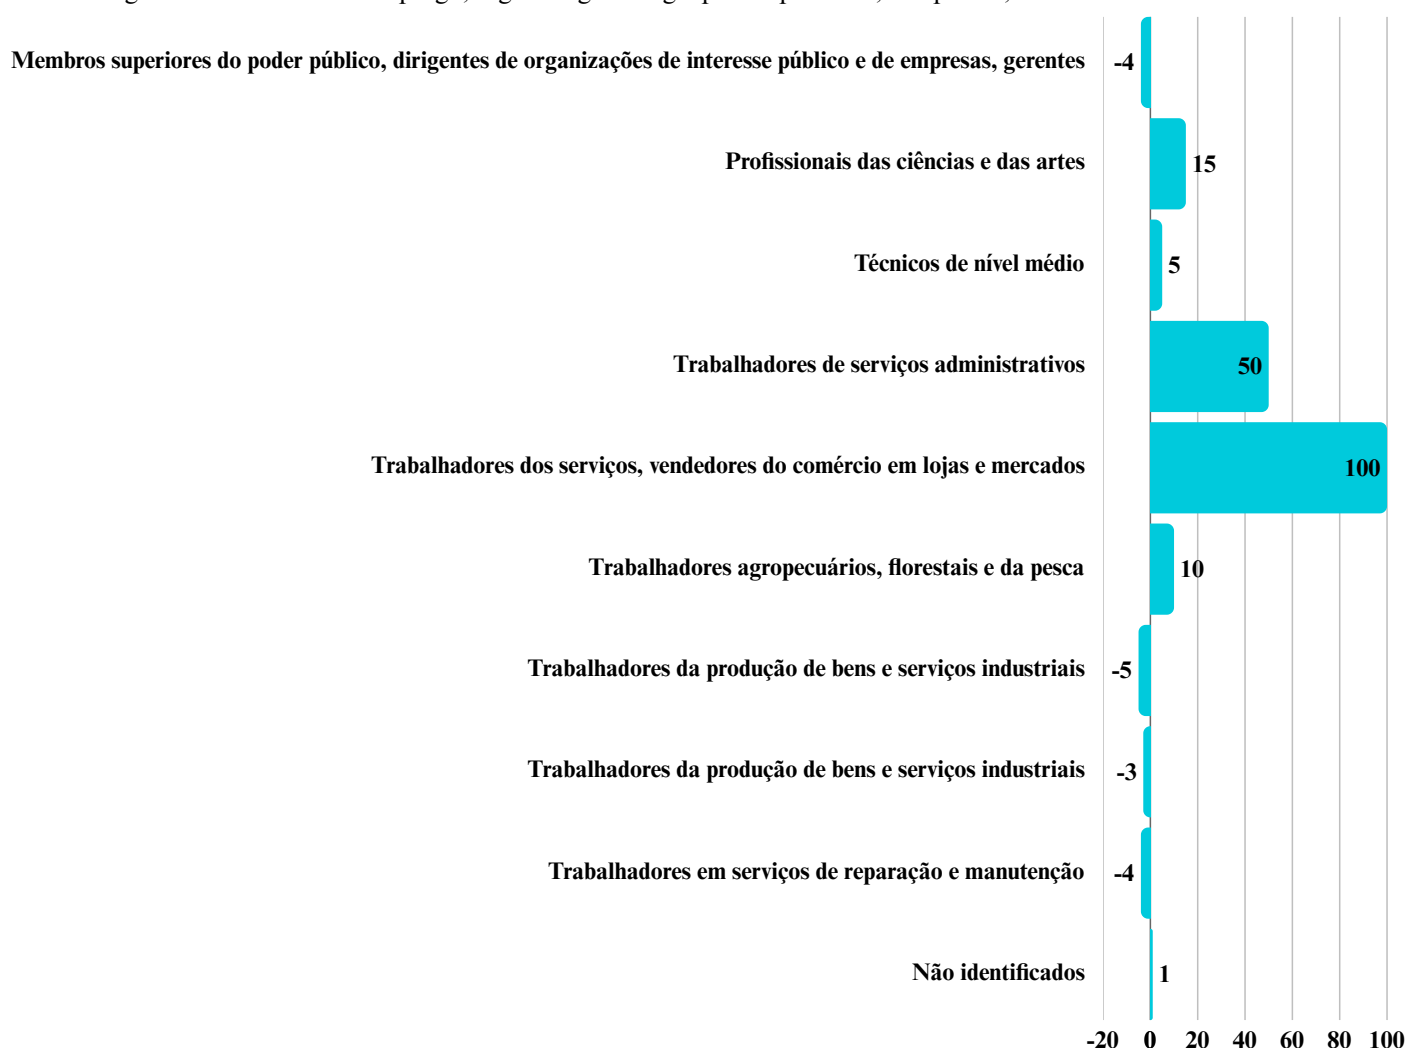 Membros superiores do poder público, dirigentes de organizações de interesse público e de empresas, gerentes -4
Profissionais das ciências e das artes 15
Técnicos de nível médio 5
Trabalhadores de serviços administrativos 50
Trabalhadores dos serviços, vendedores do comércio em lojas e mercados 100
Trabalhadores agropecuários, florestais e da pesca 10
Trabalhadores da produção de bens e serviços industriais -5
Trabalhadores da produção de bens e serviços industriais -3
Trabalhadores em serviços de reparação e manutenção -4
Não identificados 1
-20 0 20 40 60 80 100